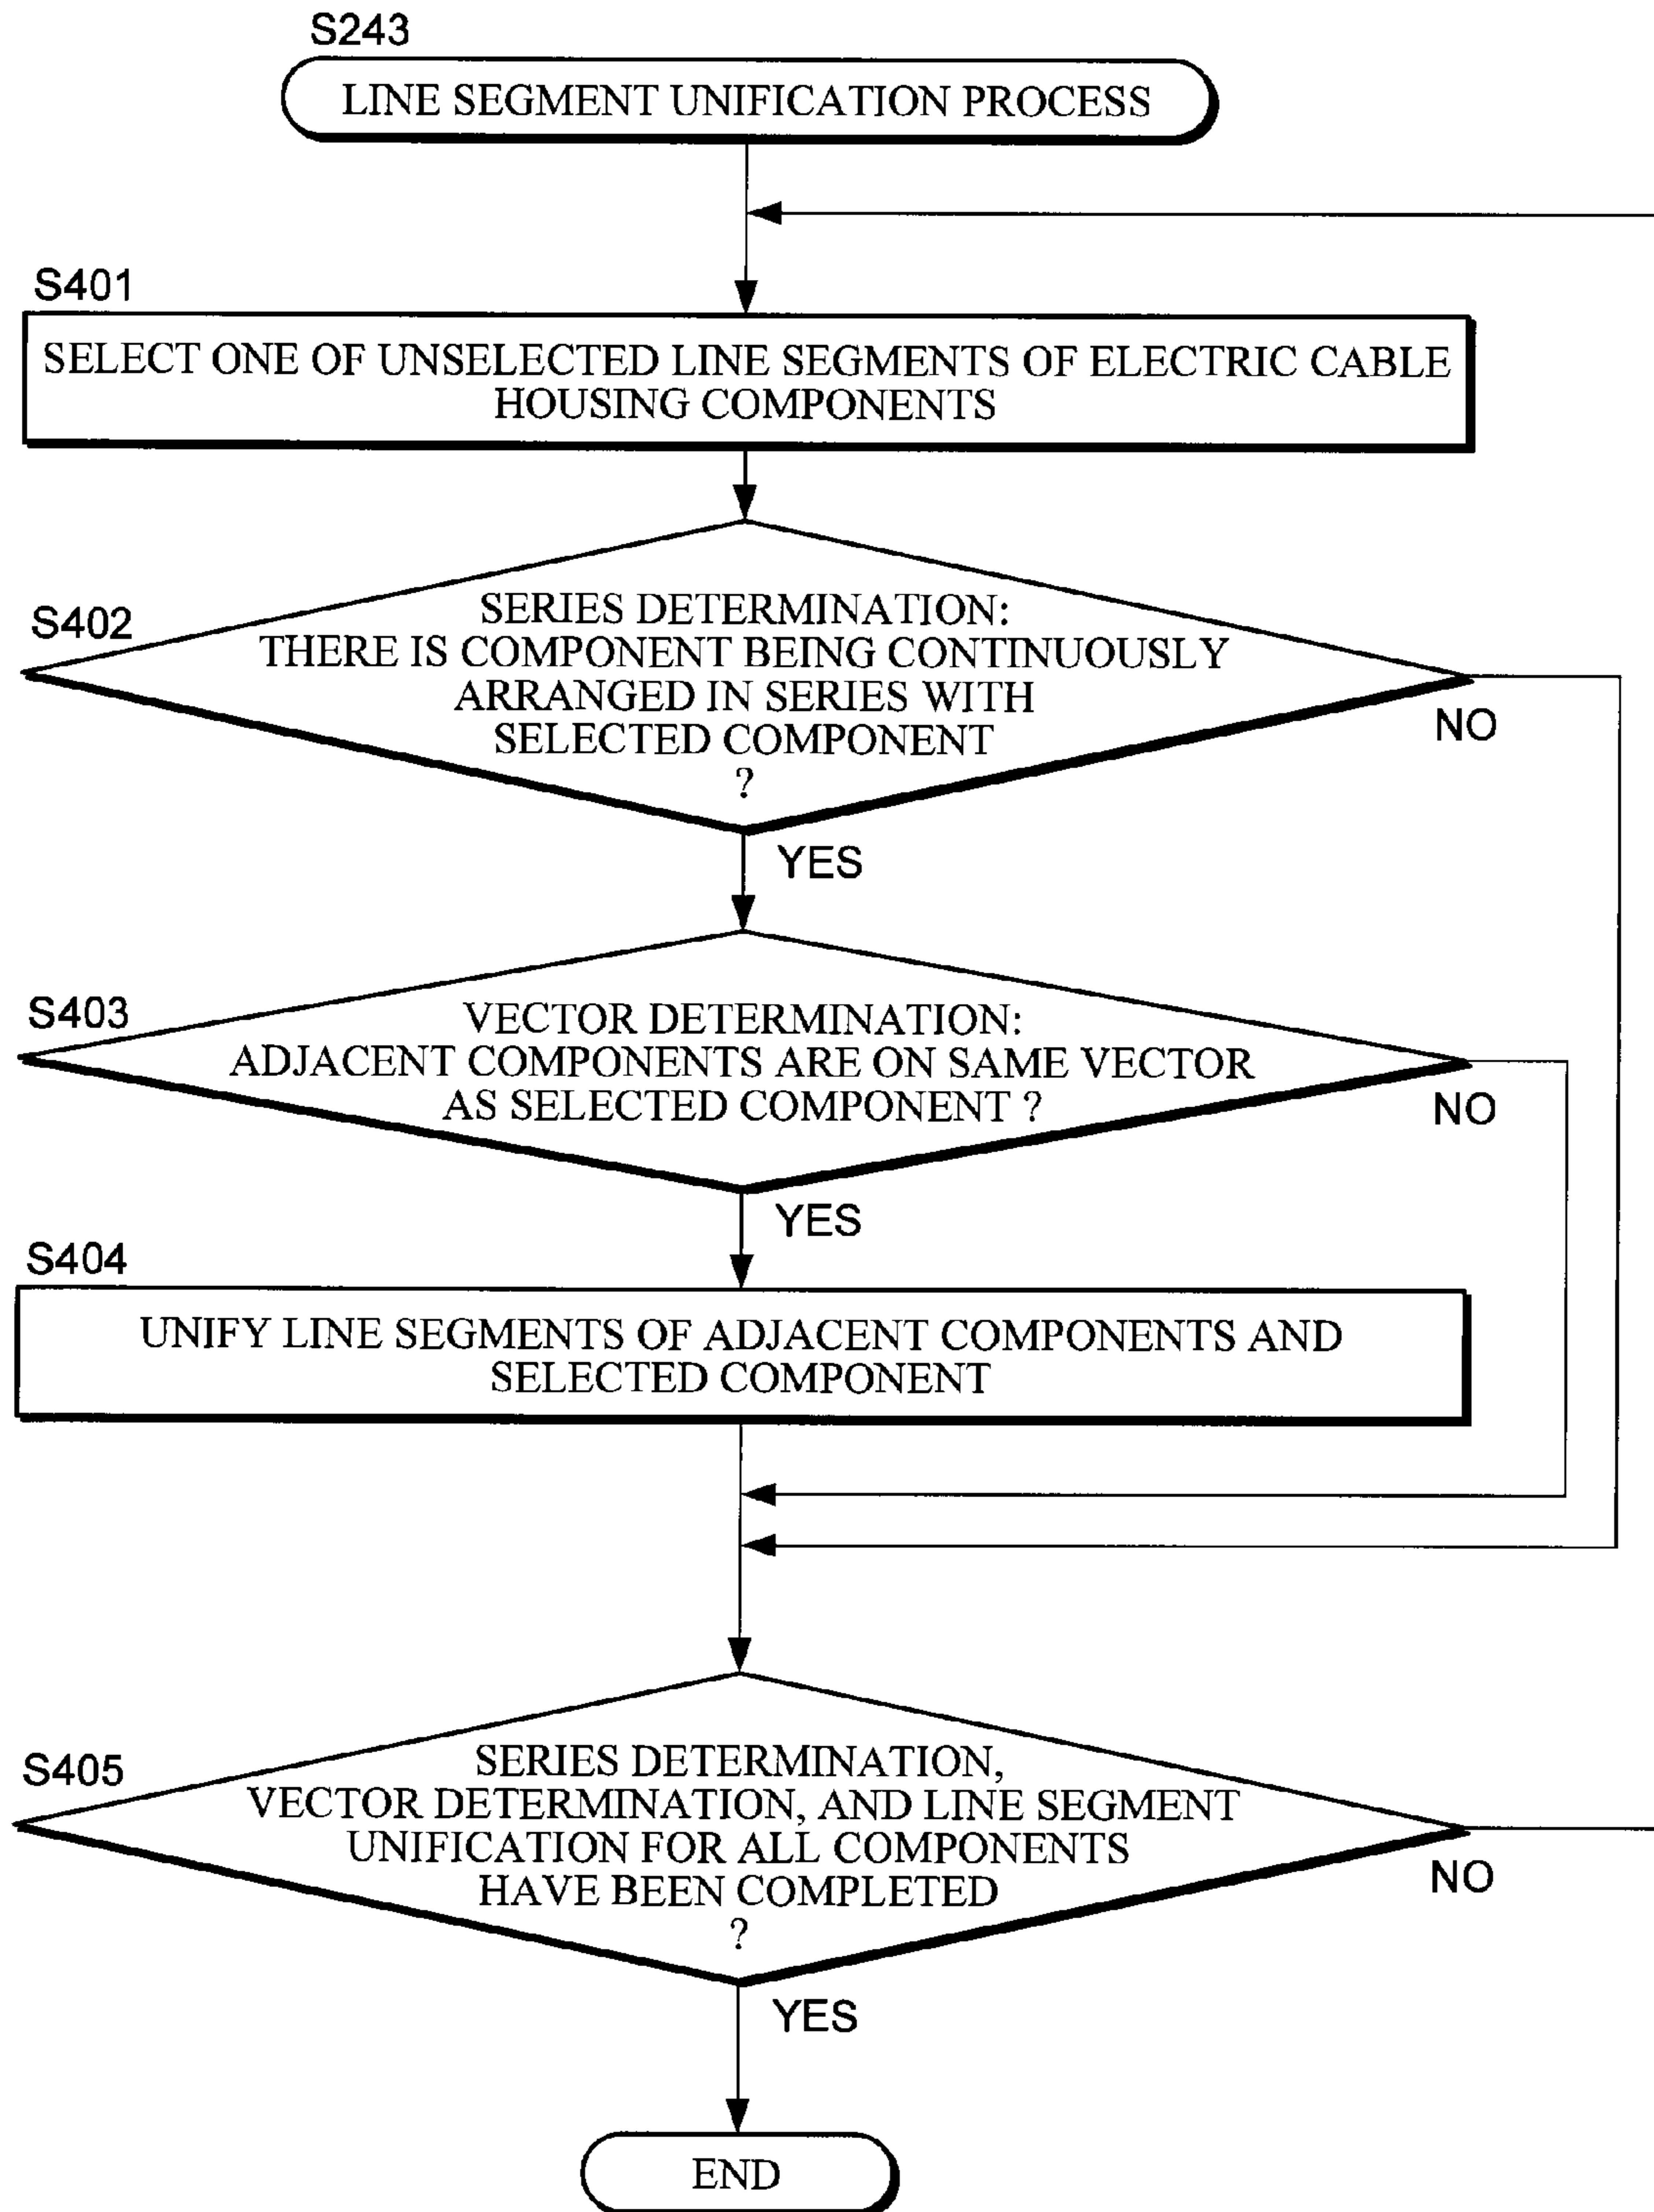 S243
LINE SEGMENT UNIFICATION PROCESS
S401
SELECT ONE OF UNSELECTED LINE SEGMENTS OF ELECTRIC CABLE
HOUSING COMPONENTS
S402
SERIES DETERMINATION:
THERE IS COMPONENT BEING CONTINUOUSLY
ARRANGED IN SERIES WITH
SELECTED COMPONENT
?
NO
YES
S403
VECTOR DETERMINATION:
ADJACENT COMPONENTS ARE ON SAME VECTOR
AS SELECTED COMPONENT ?
NO
YES
S404
UNIFY LINE SEGMENTS OF ADJACENT COMPONENTS AND
SELECTED COMPONENT
S405
SERIES DETERMINATION,
VECTOR DETERMINATION, AND LINE SEGMENT
UNIFICATION FOR ALL COMPONENTS
HAVE BEEN COMPLETED
?
NO
YES
END